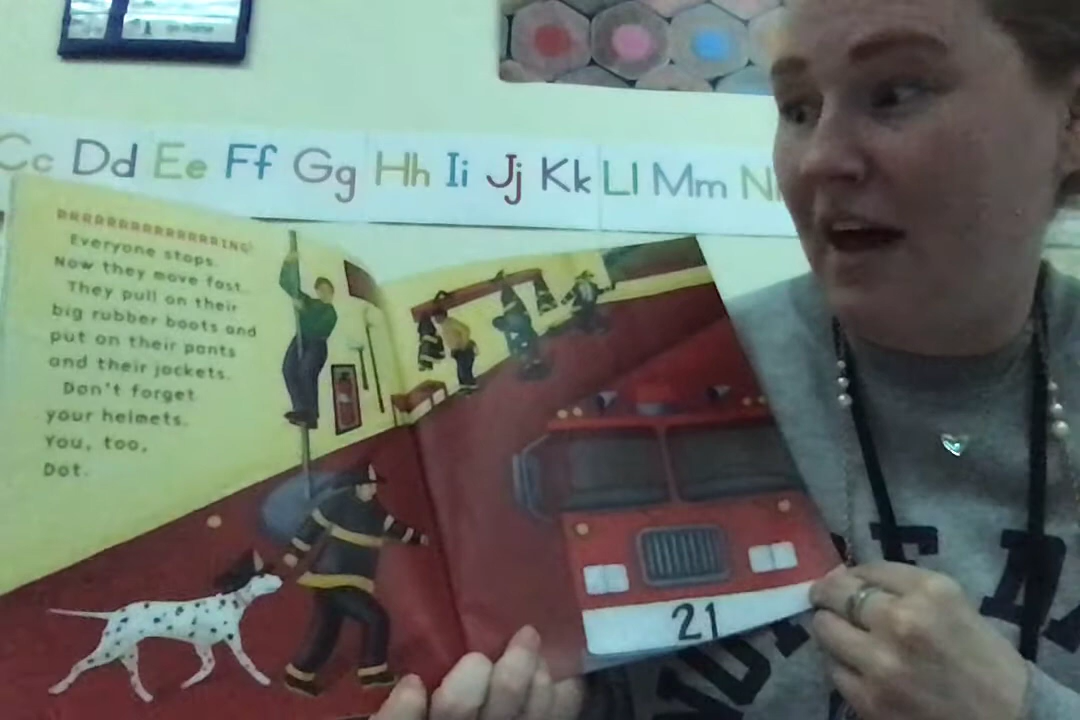 Cc Dd Ee Ff Gg Hh Ii Jj Kk Ll Mm N
RRRRRRRRRRRRRRRING!
Everyone stops.
Now they move fast.
They pull on their
big rubber boots and
put on their pants
and their jackets.
Don't forget
your helmets.
You, too,
Dot.
21